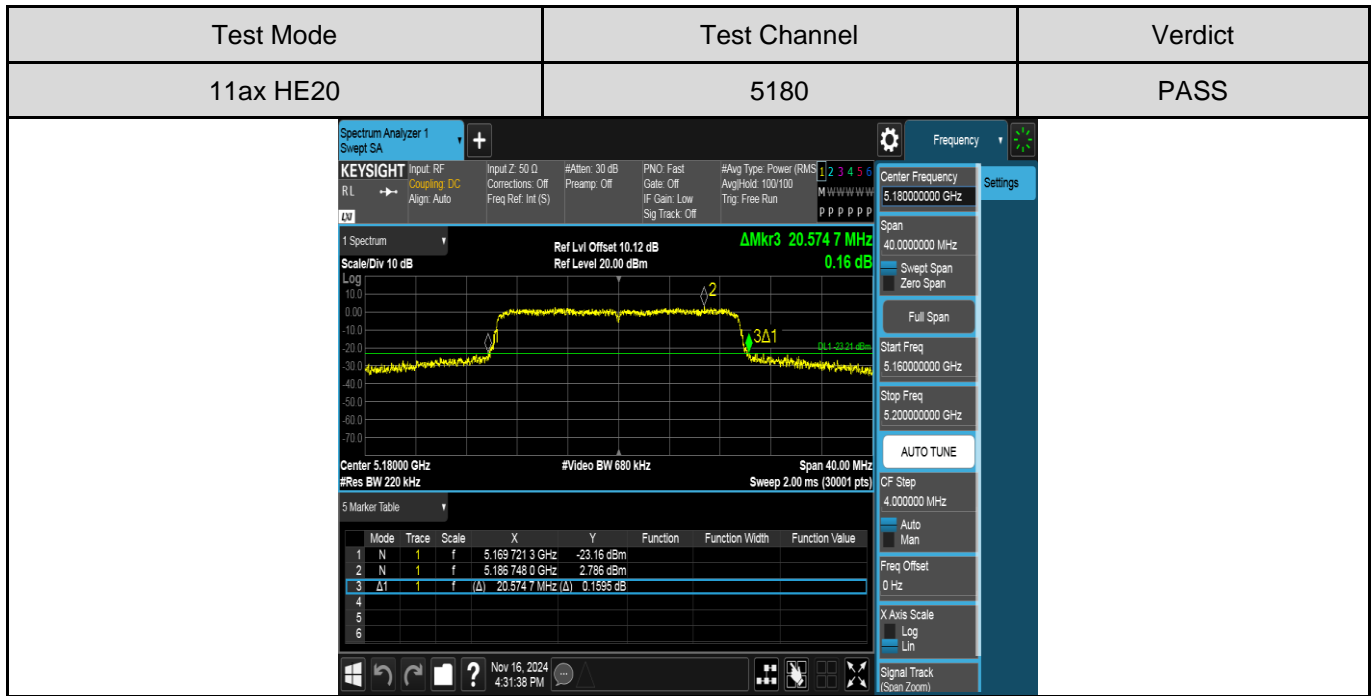 Test Mode Test Channel Verdict
11ax HE20 5180 PASS
Spectrum Analyzer 1
Swept SA
+
Frequency
KEYSIGHT Input: RF Input Z: 50 Ω #Atten: 30 dB PNO: Fast #Avg Type: Power (RMS 1 2 3 4 5 6
RL Coupling: DC Corrections: Off Preamp: Off Gate: Off Avg|Hold: 100/100 M W W W W W
Align: Auto Freq Ref: Int (S) IF Gain: Low Trig: Free Run
LXI Sig Track: Off P P P P P P
Center Frequency
5.180000000 GHz
Settings
Span
40.0000000 MHz
Swept Span
Zero Span
Full Span
Start Freq
5.160000000 GHz
Stop Freq
5.200000000 GHz
AUTO TUNE
CF Step
4.000000 MHz
Auto
Man
Freq Offset
0 Hz
X Axis Scale
Log
Lin
Signal Track
(Span Zoom)
1 Spectrum Ref Lvl Offset 10.12 dB ΔMkr3 20.574 7 MHz
Scale/Div 10 dB Ref Level 20.00 dBm 0.16 dB
Log
10.0
0.00
-10.0
-20.0
-30.0
-40.0
-50.0
-60.0
-70.0
2
3Δ1
DL1 -23.21 dBm
Center 5.18000 GHz #Video BW 680 kHz Span 40.00 MHz
#Res BW 220 kHz Sweep 2.00 ms (30001 pts)
5 Marker Table
Mode Trace Scale X Y Function Function Width Function Value
1 N 1 f 5.169 721 3 GHz -23.16 dBm
2 N 1 f 5.186 748 0 GHz 2.786 dBm
3 Δ1 1 f (Δ) 20.574 7 MHz (Δ) 0.1595 dB
4
5
6
? Nov 16, 2024
4:31:38 PM